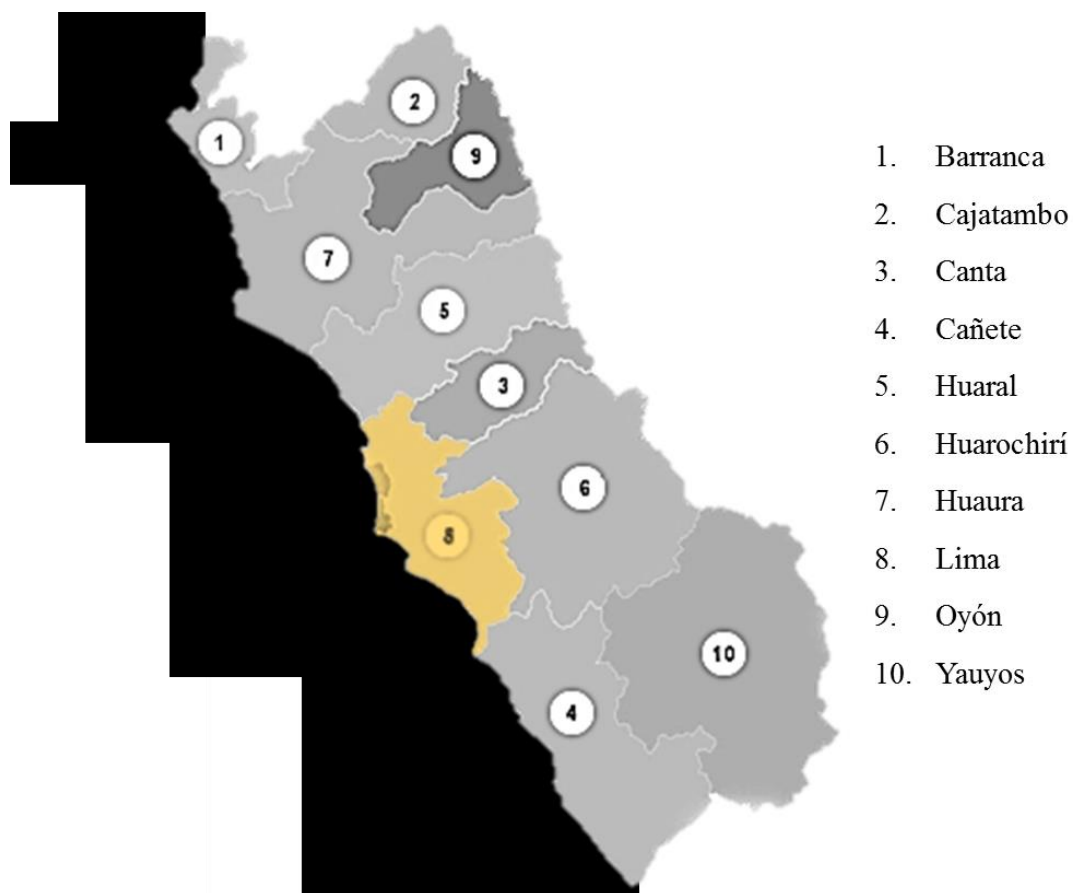 1
2
9
7
5
3
6
8
10
4
1. Barranca
2. Cajatambo
3. Canta
4. Cañete
5. Huaral
6. Huarochirí
7. Huaura
8. Lima
9. Oyón
10. Yauyos